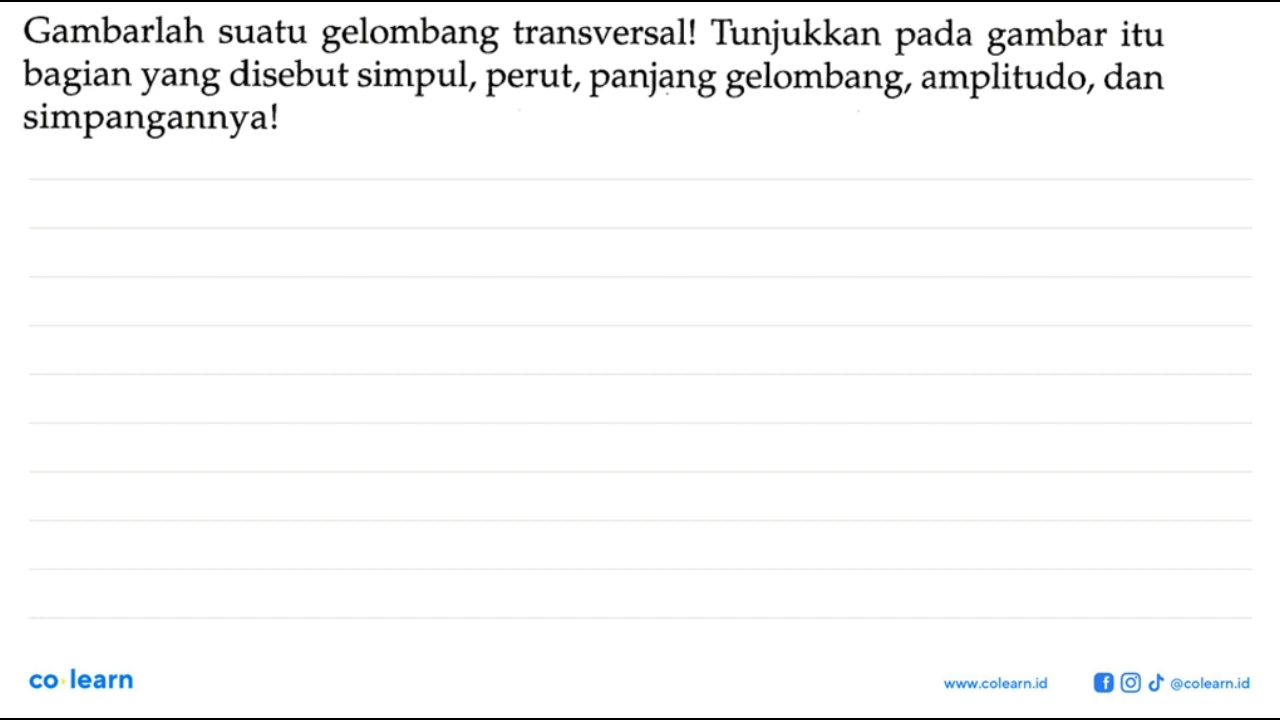 Gambarlah suatu gelombang transversal! Tunjukkan pada gambar itu
bagian yang disebut simpul, perut, panjang gelombang, amplitudo, dan
simpangannya!
co learn
www.colearn.id
@colearn.id